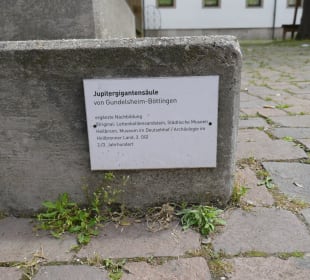 Jupitergigantensäule
von Gundelsheim-Böttingen
ergänzte Nachbildung
Original: Lettenkohlensandstein, Städtische Museen
Heilbronn, Museum im Deutschhof / Archäologie im
Heilbronner Land, 2. OG
2./3. Jahrhundert